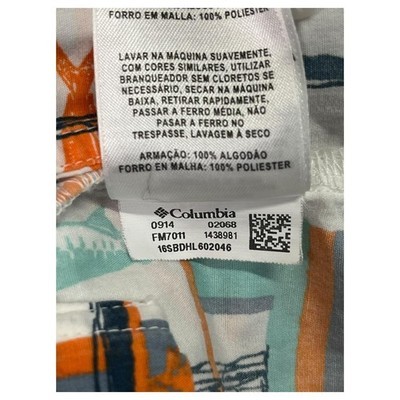 FORRO EM MALHA: 100% POLIESTER
LAVAR NA MÁQUINA SUAVEMENTE,
COM CORES SIMILARES, UTILIZAR
BRANQUEADOR SEM CLORETOS SE
NECESSÁRIO, SECAR NA MÁQUINA
BAIXA, RETIRAR RAPIDAMENTE,
PASSAR A FERRO MÉDIA, NÃO
PASSAR A FERRO NO
TRESPASSE, LAVAGEM À SECO
ARMAÇÃO: 100% ALGODÃO
FORRO EN MALHA: 100% POLIESTER
Columbia
0914 02068
FM7011 1438981
16SBDHL602046